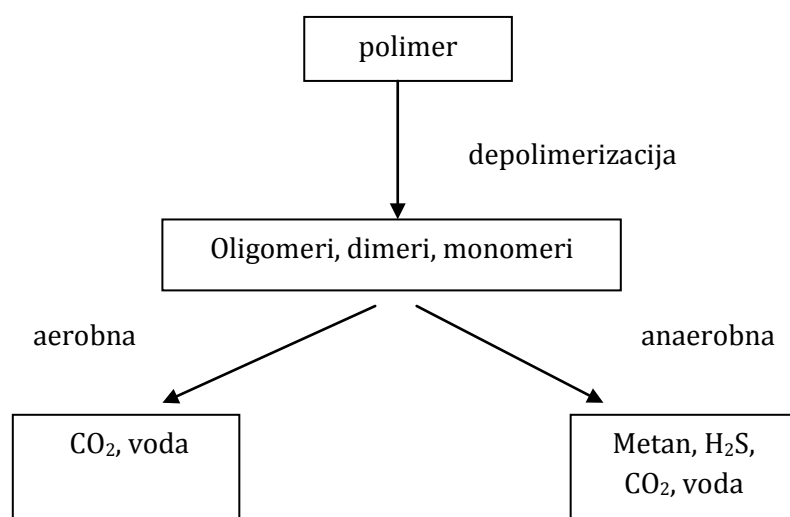 polimer
depolimerizacija
Oligomeri, dimeri, monomeri
aerobna
anaerobna
CO₂, voda
Metan, H₂S,
CO₂, voda